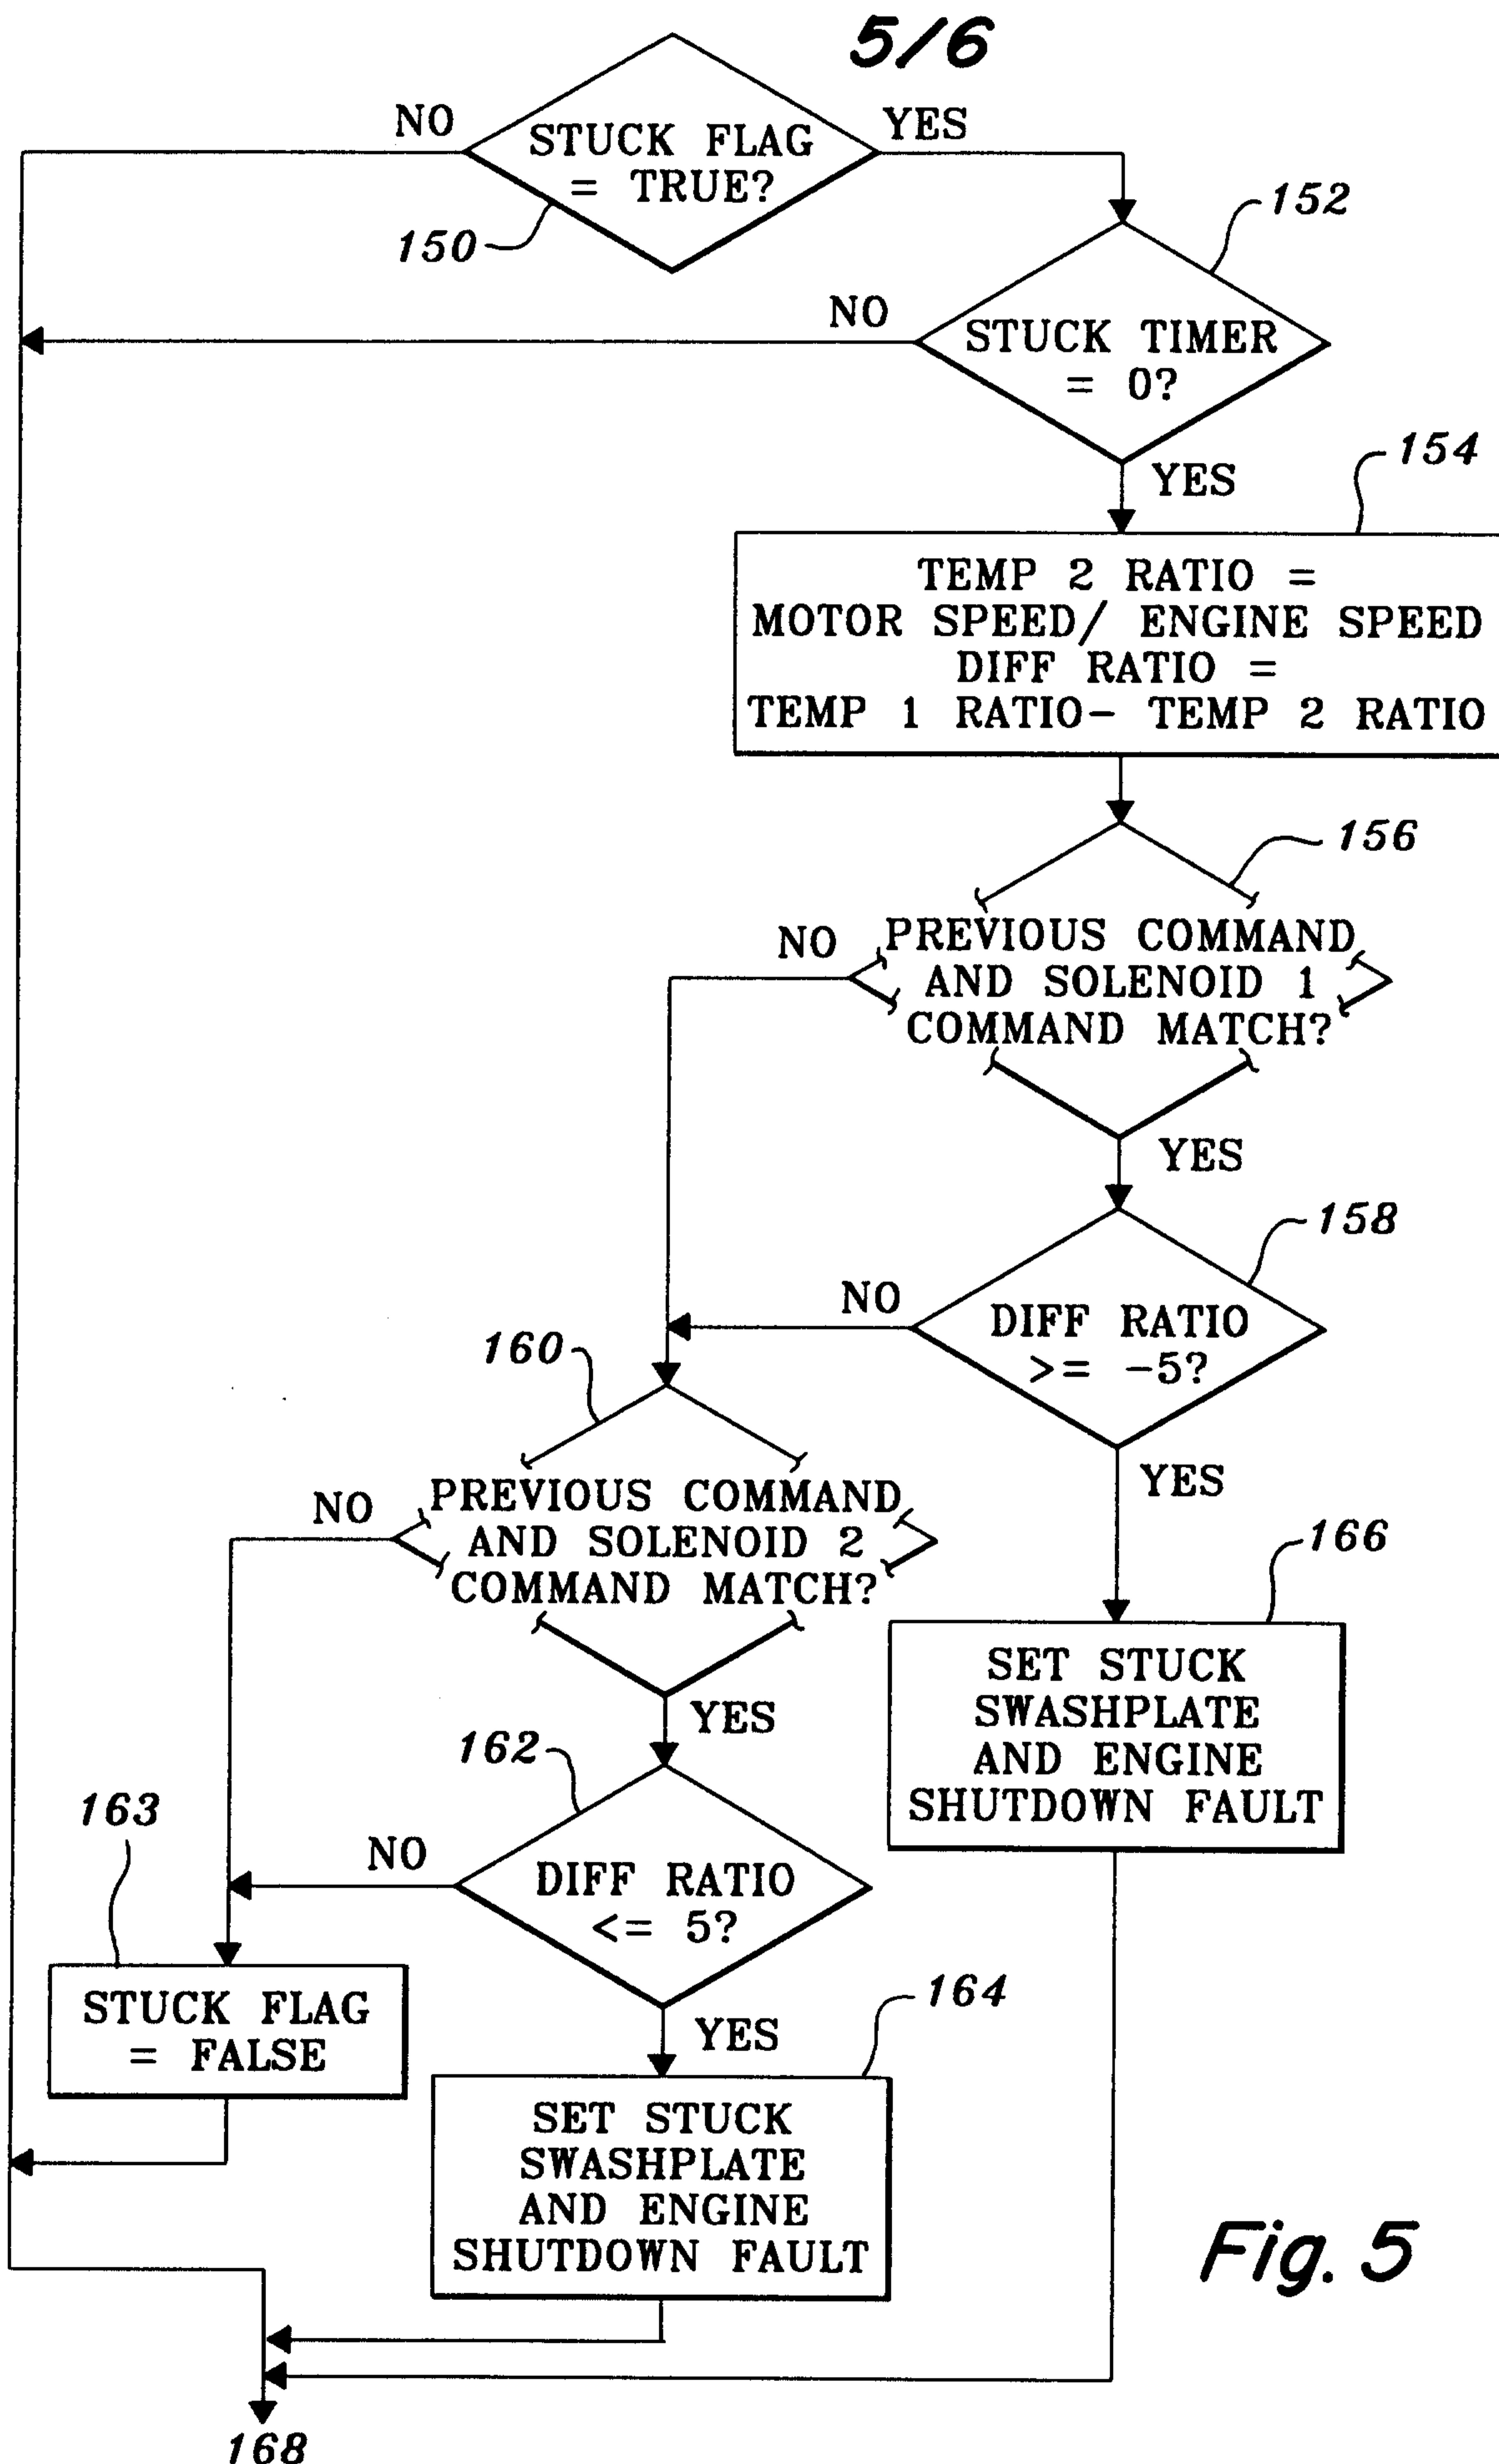 5/6
NO
YES
STUCK FLAG
= TRUE?
150
152
NO
STUCK TIMER
= 0?
YES
154
TEMP 2 RATIO =
MOTOR SPEED/ ENGINE SPEED
DIFF RATIO =
TEMP 1 RATIO- TEMP 2 RATIO
156
NO
PREVIOUS COMMAND
AND SOLENOID 1
COMMAND MATCH?
YES
158
NO
DIFF RATIO
>= -5?
160
YES
NO
PREVIOUS COMMAND
AND SOLENOID 2
COMMAND MATCH?
166
SET STUCK
SWASHPLATE
AND ENGINE
SHUTDOWN FAULT
YES
162
163
NO
DIFF RATIO
<= 5?
164
STUCK FLAG
= FALSE
YES
SET STUCK
SWASHPLATE
AND ENGINE
SHUTDOWN FAULT
Fig. 5
168